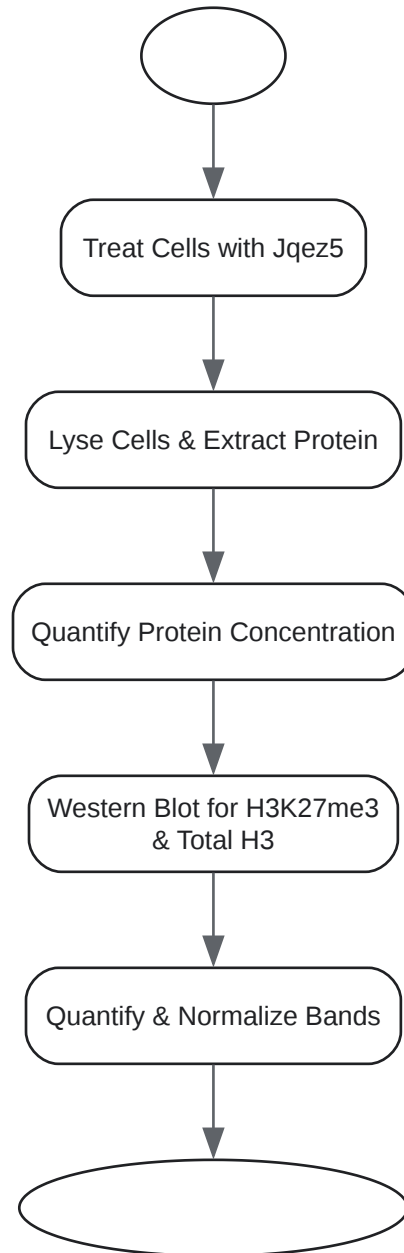 Treat Cells with Jqez5
Lyse Cells & Extract Protein
Quantify Protein Concentration
Western Blot for H3K27me3
& Total H3
Quantify & Normalize Bands